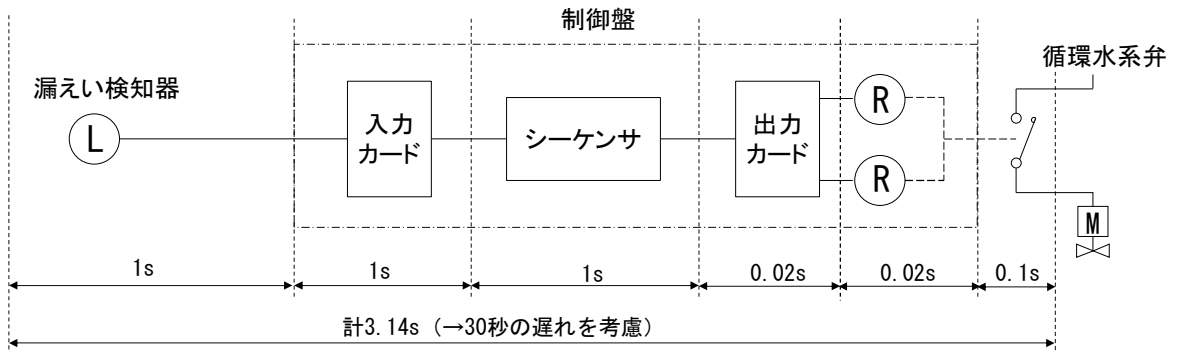 制御盤
循環水系弁
漏えい検知器
L
入力
カード
シーケンサ
出力
カード
R
R
M
1s
1s
1s
0.02s
0.02s
0.1s
計3.14s（→30秒の遅れを考慮）